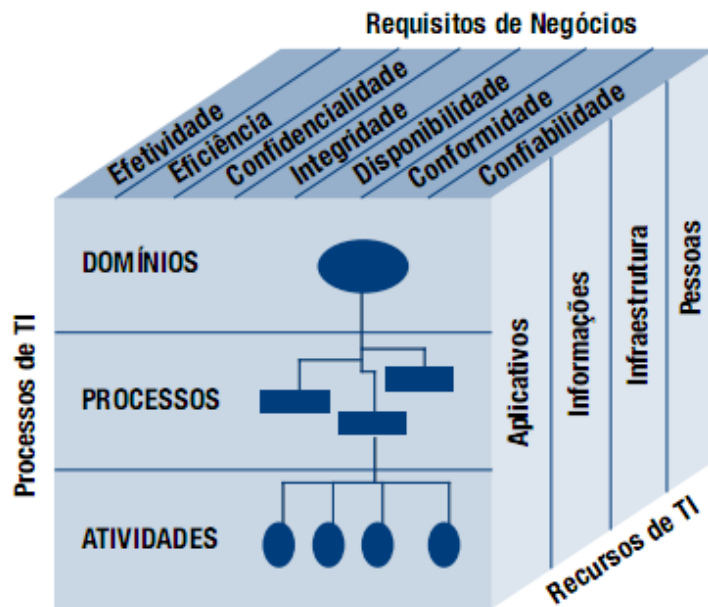 Requisitos de Negócios
Efetividade
Eficiência
Confidencialidade
Integridade
Disponibilidade
Conformidade
Confiabilidade
Processos de TI
DOMÍNIOS
PROCESSOS
ATIVIDADES
Aplicativos
Informações
Infraestrutura
Pessoas
Recursos de TI